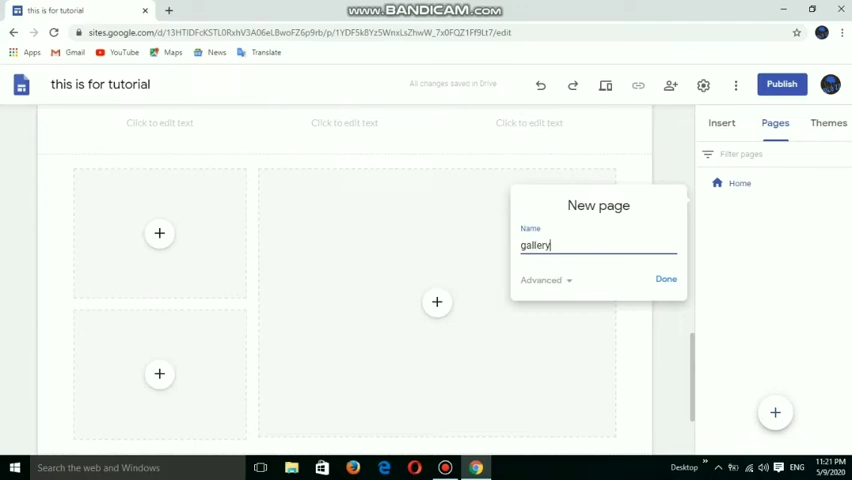 this is for tutorial
www.BANDICAM.com
sites.google.com/d/13HTIDFcKSTL0RxhV3A06eLBwoFZ6p9rb/p/1YDF5k8Yz5WnxLsZhwW_7x0FQZ1Ff9Lt7/edit
Apps
Gmail
YouTube
Maps
News
Translate
this is for tutorial
All changes saved in Drive
Publish
Click to edit text
Click to edit text
Click to edit text
Insert
Pages
Themes
Filter pages
Home
New page
Name
gallery
Advanced
Done
Search the web and Windows
Desktop
ENG
11:21 PM
5/9/2020